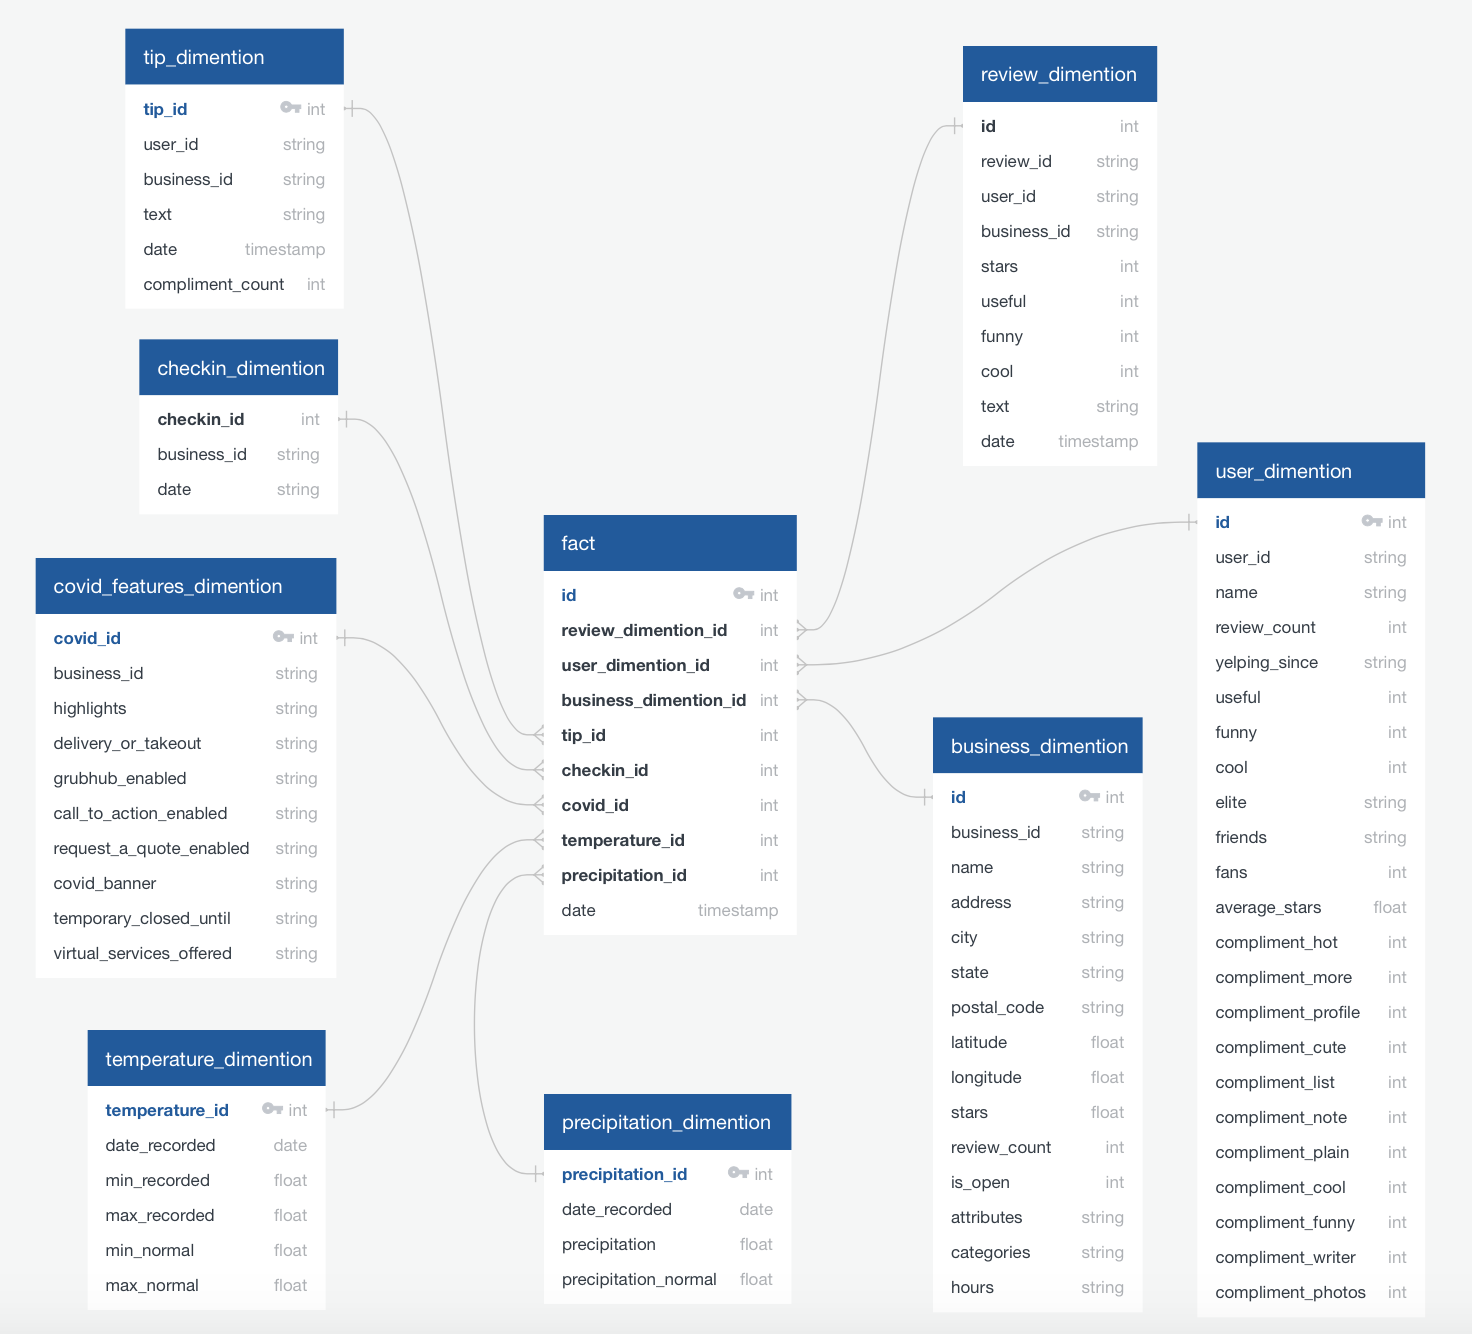 tip_dimention
tip_id int
user_id string
business_id string
text string
date timestamp
compliment_count int
checkin_dimention
checkin_id int
business_id string
date string
covid_features_dimention
covid_id int
business_id string
highlights string
delivery_or_takeout string
grubhub_enabled string
call_to_action_enabled string
request_a_quote_enabled string
covid_banner string
temporary_closed_until string
virtual_services_offered string
temperature_dimention
temperature_id int
date_recorded date
min_recorded float
max_recorded float
min_normal float
max_normal float
fact
id int
review_dimention_id int
user_dimention_id int
business_dimention_id int
tip_id int
checkin_id int
covid_id int
temperature_id int
precipitation_id int
date timestamp
precipitation_dimention
precipitation_id int
date_recorded date
precipitation float
precipitation_normal float
review_dimention
id int
review_id string
user_id string
business_id string
stars int
useful int
funny int
cool int
text string
date timestamp
business_dimention
id int
business_id string
name string
address string
city string
state string
postal_code string
latitude float
longitude float
stars float
review_count int
is_open int
attributes string
categories string
hours string
user_dimention
id int
user_id string
name string
review_count int
yelping_since string
useful int
funny int
cool int
elite string
friends string
fans int
average_stars float
compliment_hot int
compliment_more int
compliment_profile int
compliment_cute int
compliment_list int
compliment_note int
compliment_plain int
compliment_cool int
compliment_funny int
compliment_writer int
compliment_photos int